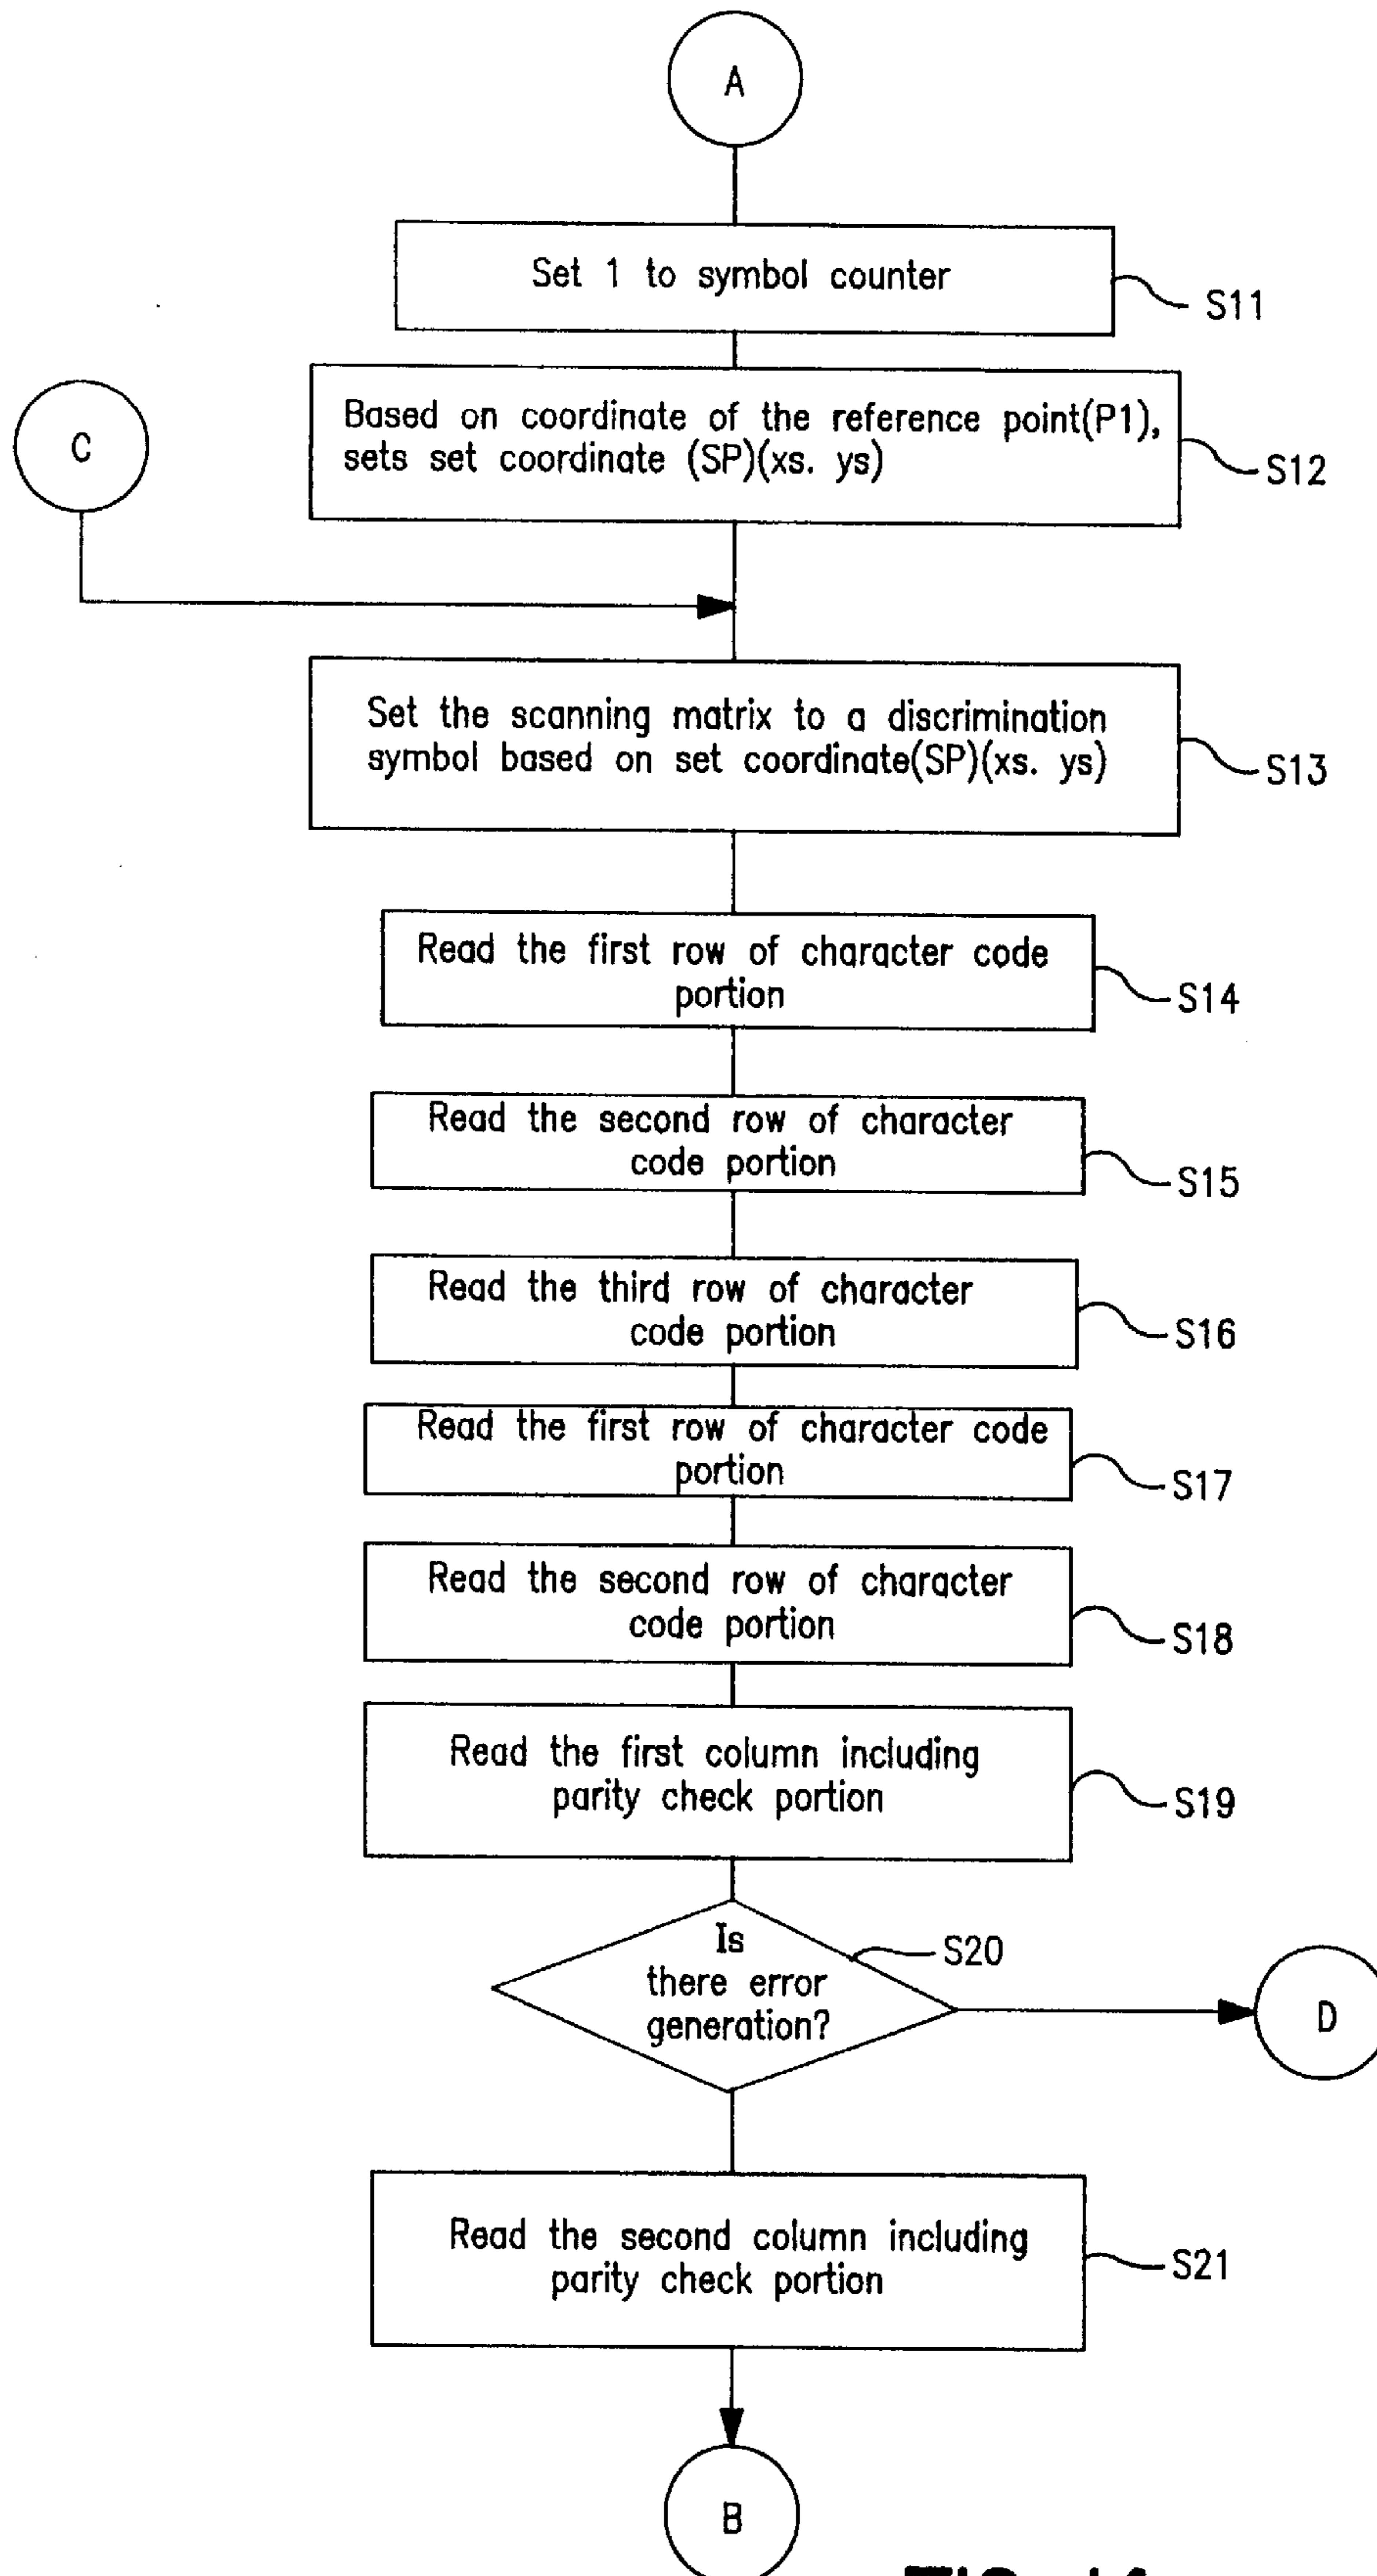 A
Set 1 to symbol counter
S11
C
Based on coordinate of the reference point(P1),
sets set coordinate (SP)(xs. ys)
S12
Set the scanning matrix to a discrimination
symbol based on set coordinate(SP)(xs. ys)
S13
Read the first row of character code
portion
S14
Read the second row of character
code portion
S15
Read the third row of character
code portion
S16
Read the first row of character code
portion
S17
Read the second row of character
code portion
S18
Read the first column including
parity check portion
S19
Is
there error
generation?
S20
D
Read the second column including
parity check portion
S21
B